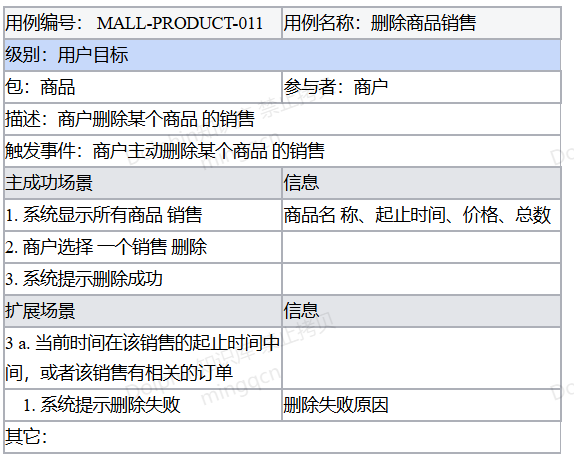 用例编号： MALL-PRODUCT-011 用例名称：删除商品销售
级别：用户目标
包：商品 参与者：商户
描述：商户删除某个商品 的销售
触发事件：商户主动删除某个商品 的销售
主成功场景 信息
1. 系统显示所有商品 销售 商品名 称、起止时间、价格、总数
2. 商户选择 一个销售 删除
3. 系统提示删除成功
扩展场景 信息
3 a. 当前时间在该销售的起止时间中
间，或者该销售有相关的订单
1. 系统提示删除失败 删除失败原因
其它：